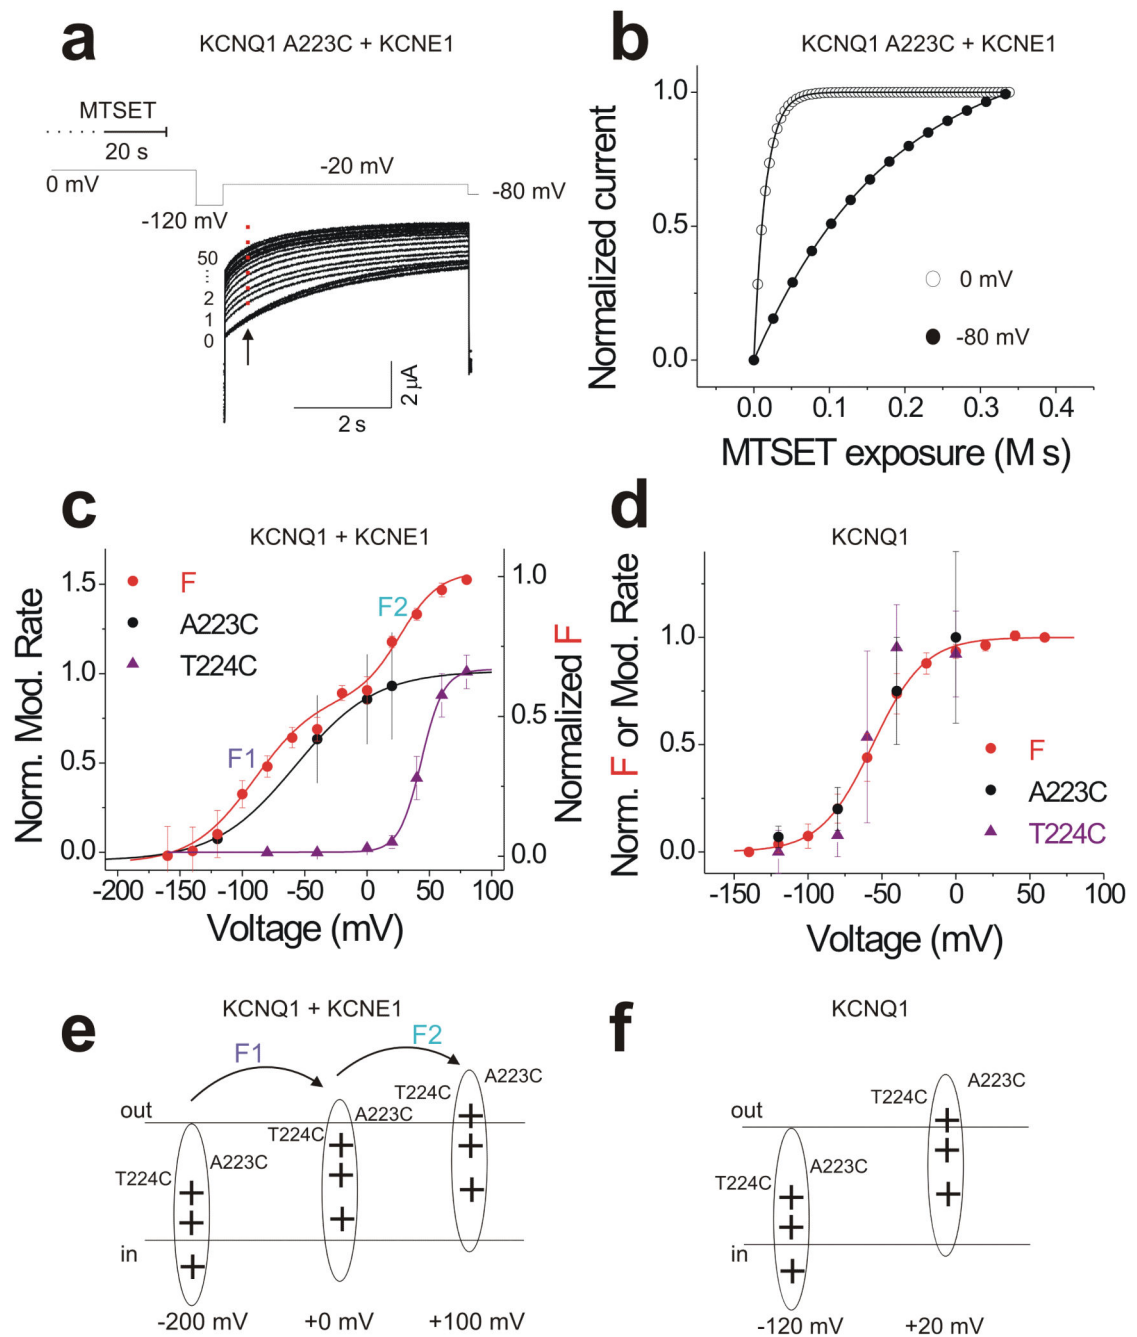 a
KCNQ1 A223C + KCNE1
MTSET
20 s
0 mV
-120 mV
-20 mV
-80 mV
50
⋮
2
1
0
2 µA
2 s
b
KCNQ1 A223C + KCNE1
Normalized current
1.0
0.5
0.0
0 mV
-80 mV
0.0 0.1 0.2 0.3 0.4
MTSET exposure (M s)
c
KCNQ1 + KCNE1
Norm. Mod. Rate
1.5
1.0
0.5
0.0
F
A223C
T224C
F1
F2
1.0
0.5
0.0
Normalized F
-200 -150 -100 -50 0 50 100
Voltage (mV)
d
KCNQ1
Norm. F or Mod. Rate
1.0
0.5
0.0
F
A223C
T224C
-150 -100 -50 0 50 100
Voltage (mV)
e
KCNQ1 + KCNE1
F1
F2
out
in
T224C
A223C
T224C
A223C
T224C
A223C
-200 mV
+0 mV
+100 mV
f
KCNQ1
out
in
T224C
A223C
T224C
A223C
-120 mV
+20 mV